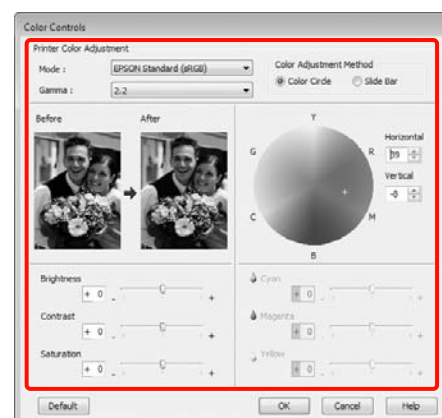 Color Controls
Printer Color Adjustment
Mode : EPSON Standard (sRGB)
Gamma : 2.2
Color Adjustment Method
Color Circle Slide Bar
Before After
Y
G R
C M
B
Horizontal
39
Vertical
-8
Brightness
+ 0 - +
Contrast
+ 0 - +
Saturation
+ 0 - +
Cyan
+ 0 - +
Magenta
+ 0 - +
Yellow
+ 0 - +
Default OK Cancel Help